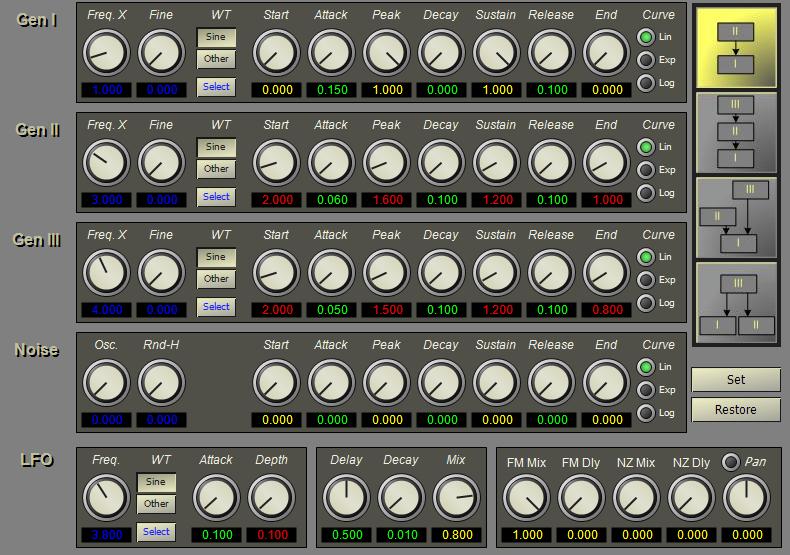 Gen I Freq. X Fine WT Start Attack Peak Decay Sustain Release End Curve
Sine Lin
Other Exp
Select Log
1.000 0.000 0.000 0.150 1.000 0.000 1.000 0.100 0.000
Gen II Freq. X Fine WT Start Attack Peak Decay Sustain Release End Curve
Sine Lin
Other Exp
Select Log
3.000 0.000 2.000 0.060 1.600 0.100 1.200 0.100 1.000
Gen III Freq. X Fine WT Start Attack Peak Decay Sustain Release End Curve
Sine Lin
Other Exp
Select Log
4.000 0.000 2.000 0.050 1.500 0.100 1.200 0.100 0.800
Noise Osc. Rnd-H Start Attack Peak Decay Sustain Release End Curve
Lin
Exp
Log
0.000 0.000 0.000 0.000 0.000 0.000 0.000 0.000 0.000
LFO Freq. WT Attack Depth
Sine
Other
Select
3.800 0.100 0.100
Delay Decay Mix
0.500 0.010 0.800
FM Mix FM Dly NZ Mix NZ Dly Pan
1.000 0.000 0.000 0.000 0.000
II
I
III
II
I
III
II
I
III
I II
Set
Restore